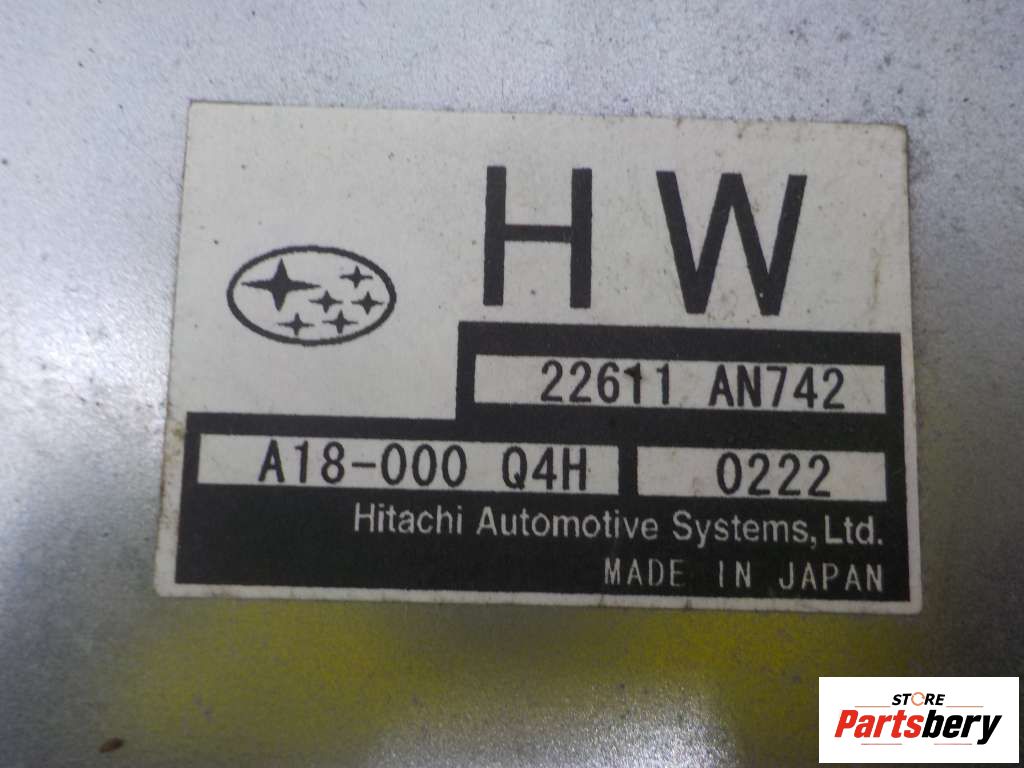 HW
22611 AN742
A18-000 Q4H 0222
Hitachi Automotive Systems, Ltd.
MADE IN JAPAN
STORE
Partsbery